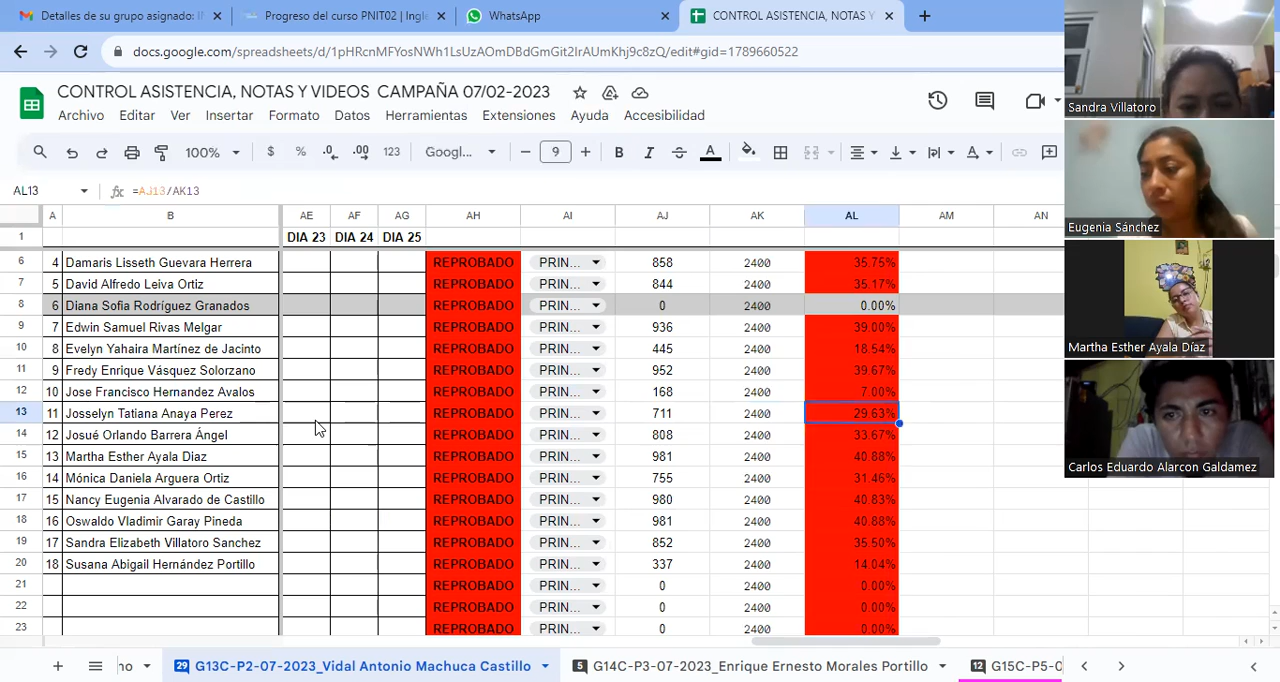 Detalles de su grupo asignado: I
Progreso del curso PNIT02 | Ingle
WhatsApp
CONTROL ASISTENCIA, NOTAS Y
docs.google.com/spreadsheets/d/1pHRpnMFYosNWh1LsUzAOmDBdGmGit2IrAUmKhj9c8zQ/edit#gid=1789660522
CONTROL ASISTENCIA, NOTAS Y VIDEOS CAMPAÑA 07/02-2023
Archivo Editar Ver Insertar Formato Datos Herramientas Extensiones Ayuda Accesibilidad
100% $ % .0 .00 123 Googl... 9 B I A
AL13 fx =AJ13/AK13
A B AE AF AG AH AI AJ AK AL AM AN
1 DIA 23 DIA 24 DIA 25
6 4 Damaris Lisseth Guevara Herrera REPROBADO PRIN... 858 2400 35.75%
7 5 David Alfredo Lemus Ruiz REPROBADO PRIN... 844 2400 35.17%
8 6 Diana Sofia Rodriguez Granados REPROBADO PRIN... 0 2400 0.00%
9 7 Edwin Samuel Rivas Melgar REPROBADO PRIN... 936 2400 39.00%
10 8 Evelyn Yahaira de Jacinto REPROBADO PRIN... 445 2400 18.54%
11 9 Fredy Enrique Vásquez Solorzano REPROBADO PRIN... 952 2400 39.67%
12 10 Jose Francisco Avalos REPROBADO PRIN... 168 2400 7.00%
13 11 Josselyn Tatiana Perez REPROBADO PRIN... 711 2400 29.63%
14 12 Josué REPROBADO PRIN... 808 2400 33.67%
15 13 Martha Esther Ayala Diaz REPROBADO PRIN... 981 2400 40.88%
16 14 Mónica Daniela Argueta Ortiz REPROBADO PRIN... 755 2400 31.46%
17 15 Nancy Eugenia Alvarado de Castillo REPROBADO PRIN... 980 2400 40.83%
18 16 Oswaldo Vladimir Garay Pineda REPROBADO PRIN... 981 2400 40.88%
19 17 Sandra Elizabeth Villatoro Sanchez REPROBADO PRIN... 852 2400 35.50%
20 18 Susana Abigail Hernández Portillo REPROBADO PRIN... 337 2400 14.04%
21 REPROBADO PRIN... 0 2400 0.00%
22 REPROBADO PRIN... 0 2400 0.00%
23 REPROBADO PRIN... 0 2400 0.00%
no 29 G13C-P2-07-2023_Vidal Antonio Machuca Castillo 5 G14C-P3-07-2023_Enrique Ernesto Morales Portillo 12 G15C-P5-0
Sandra Villatoro
Eugenia Sánchez
Martha Esther Ayala Díaz
Carlos Eduardo Alarcon Galdamez